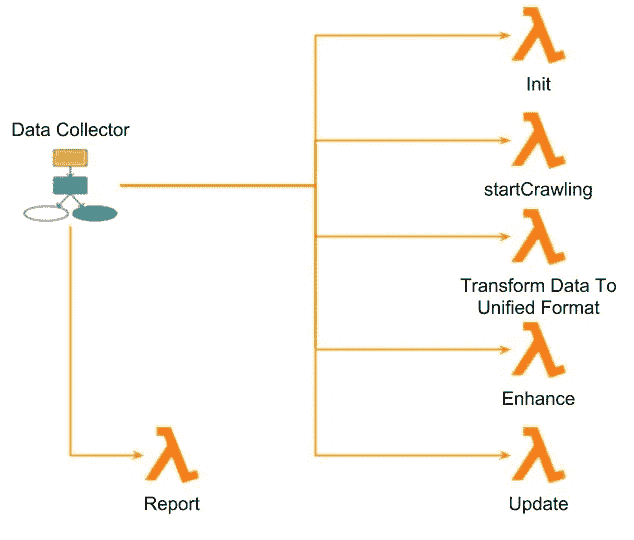 Data Collector
Init
startCrawling
Transform Data To
Unified Format
Enhance
Report
Update